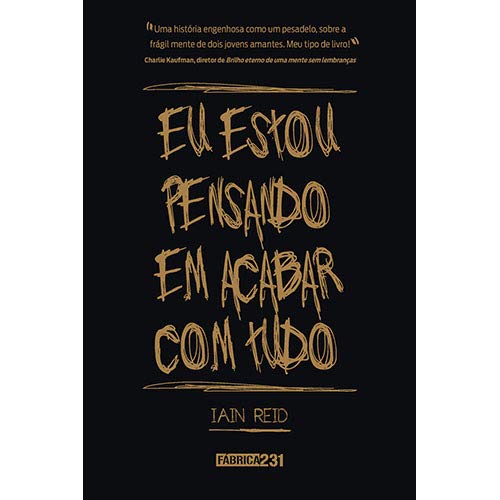 "Uma história engenhosa como um pesadelo, sobre a
frágil mente de dois jovens amantes. Meu tipo de livro!"
Charlie Kaufman, diretor de Brilho eterno de uma mente sem lembranças
EU ESTOU
PENSANDO
EM ACABAR
COM TUDO
IAIN REID
FÁBRICA231